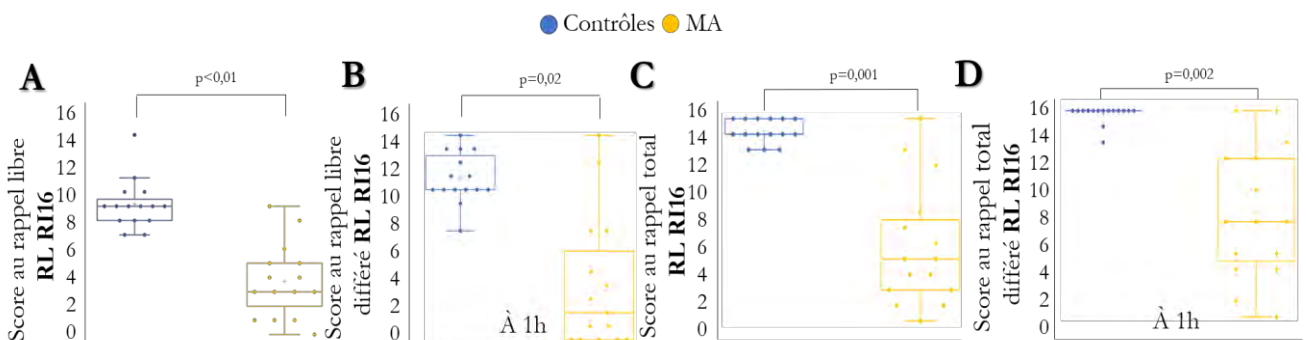 Contrôles MA
A
p<0,01
Score au rappel libre
RL RI16
16
14
12
10
8
6
4
2
0
B
p=0,02
Score au rappel libre
différé RL RI16
16
14
12
10
8
6
4
2
0
À 1h
C
p=0,001
Score au rappel total
RL RI16
16
14
12
10
8
6
4
2
0
D
p=0,002
Score au rappel total
différé RL RI16
16
14
12
10
8
6
4
2
0
À 1h